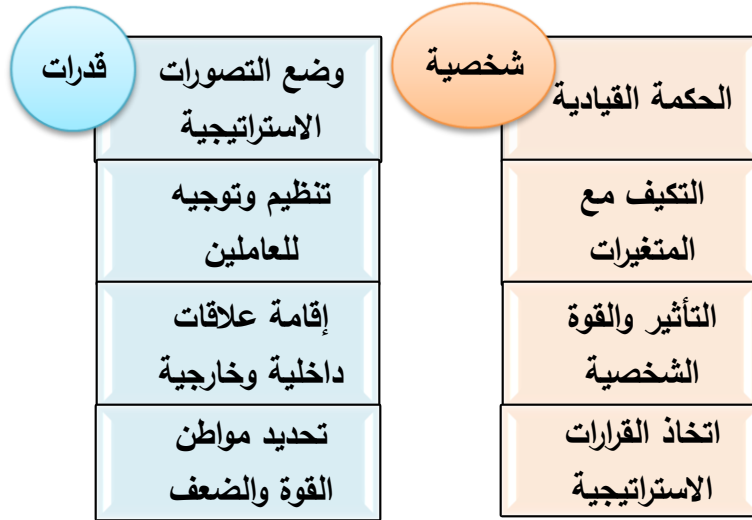 شخصية
الحكمة القيادية
التكيف مع
المتغيرات
التأثير والقوة
الشخصية
اتخاذ القرارات
الاستراتيجية
قدرات
وضع التصورات
الاستراتيجية
تنظيم وتوجيه
للعاملين
إقامة علاقات
داخلية وخارجية
تحديد مواطن
القوة والضعف